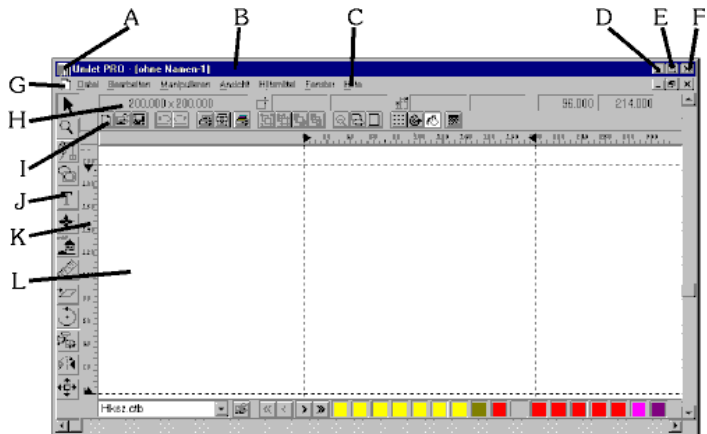 A B C D E F
Undet PRO - [ohne Namen-1]
G
Datei Bearbeiten Manipulieren Ansicht Hilfsmittel Fenster Hilfe
H
200.000 x 200.000 96.000 214.000
I
J
T
K
L
Hksz.ctb